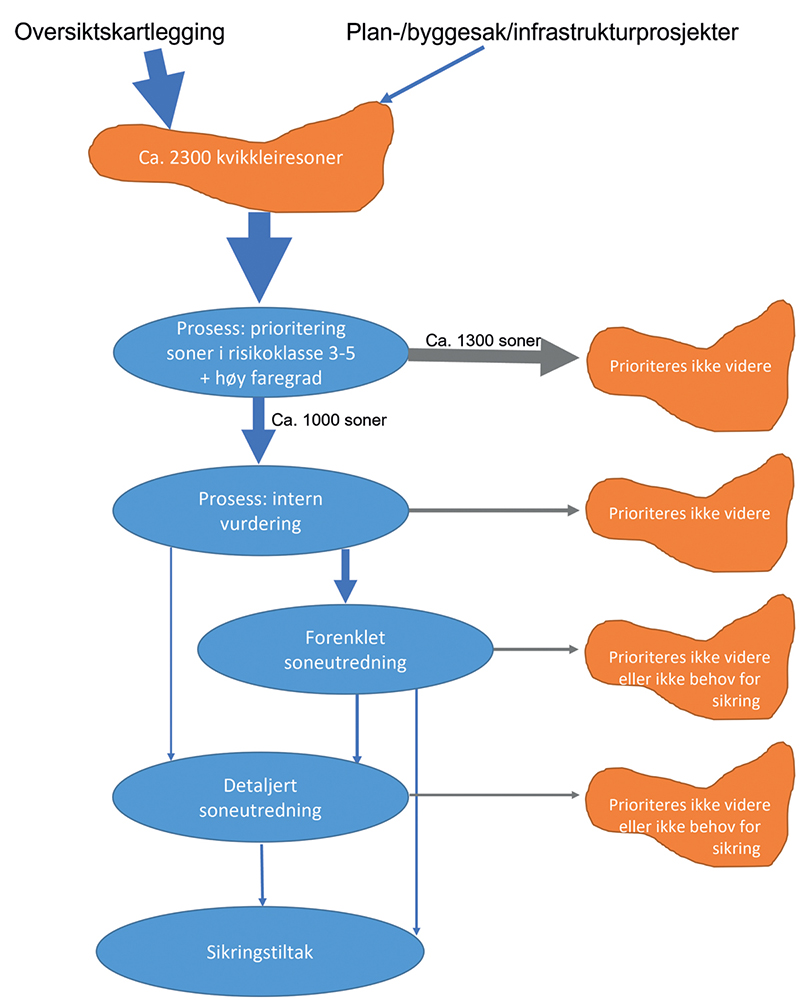 Oversiktskartlegging
Plan-/byggesak/infrastrukturprosjekter
Ca. 2300 kvikkleiresoner
Prosess: prioritering
soner i risikoklasse 3-5
+ høy faregrad
Ca. 1300 soner
Prioriteres ikke videre
Ca. 1000 soner
Prosess: intern
vurdering
Prioriteres ikke videre
Forenklet
soneutredning
Prioriteres ikke videre
eller ikke behov for
sikring
Detaljert
soneutredning
Prioriteres ikke videre
eller ikke behov for
sikring
Sikringstiltak